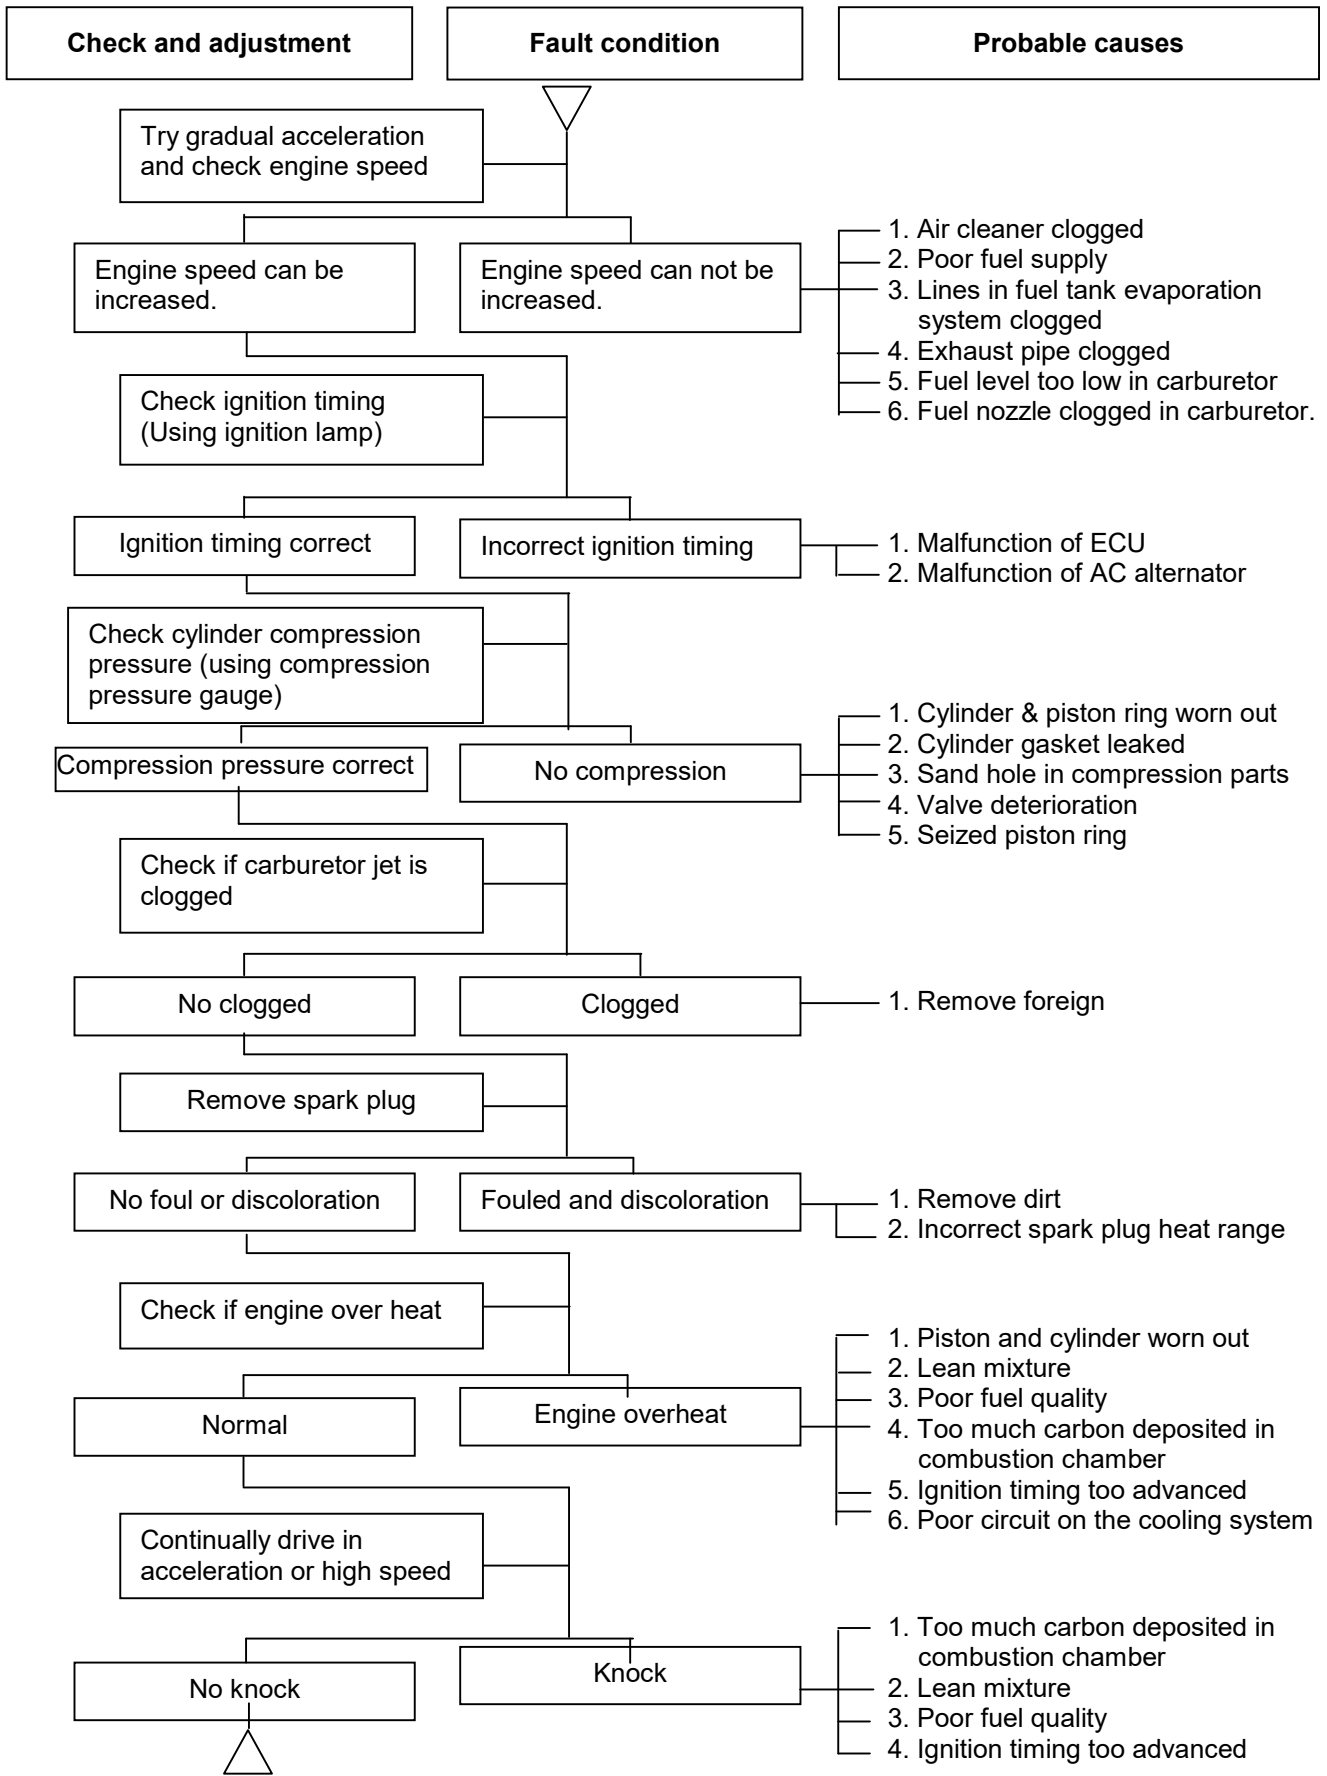 Check and adjustment
Fault condition
Probable causes
Try gradual acceleration
and check engine speed
Engine speed can be
increased.
Engine speed can not be
increased.
1. Air cleaner clogged
2. Poor fuel supply
3. Lines in fuel tank evaporation
system clogged
4. Exhaust pipe clogged
5. Fuel level too low in carburetor
6. Fuel nozzle clogged in carburetor.
Check ignition timing
(Using ignition lamp)
Ignition timing correct
Incorrect ignition timing
1. Malfunction of ECU
2. Malfunction of AC alternator
Check cylinder compression
pressure (using compression
pressure gauge)
Compression pressure correct
No compression
1. Cylinder & piston ring worn out
2. Cylinder gasket leaked
3. Sand hole in compression parts
4. Valve deterioration
5. Seized piston ring
Check if carburetor jet is
clogged
No clogged
Clogged
1. Remove foreign
Remove spark plug
No foul or discoloration
Fouled and discoloration
1. Remove dirt
2. Incorrect spark plug heat range
Check if engine over heat
Normal
Engine overheat
1. Piston and cylinder worn out
2. Lean mixture
3. Poor fuel quality
4. Too much carbon deposited in
combustion chamber
5. Ignition timing too advanced
6. Poor circuit on the cooling system
Continually drive in
acceleration or high speed
No knock
Knock
1. Too much carbon deposited in
combustion chamber
2. Lean mixture
3. Poor fuel quality
4. Ignition timing too advanced